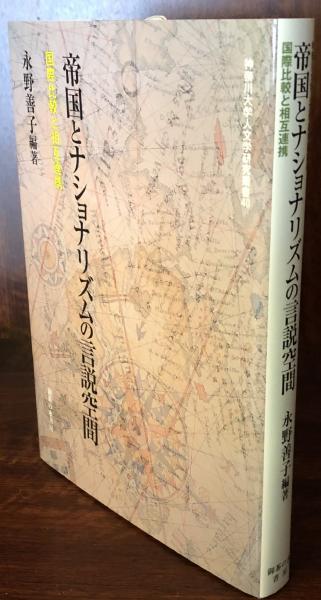 神奈川大学人文学研究叢書40
帝国とナショナリズムの言説空間
国際比較と相互連携
永野善子編著
帝国とナショナリズムの言説空間
国際比較と相互連携
永野善子編著